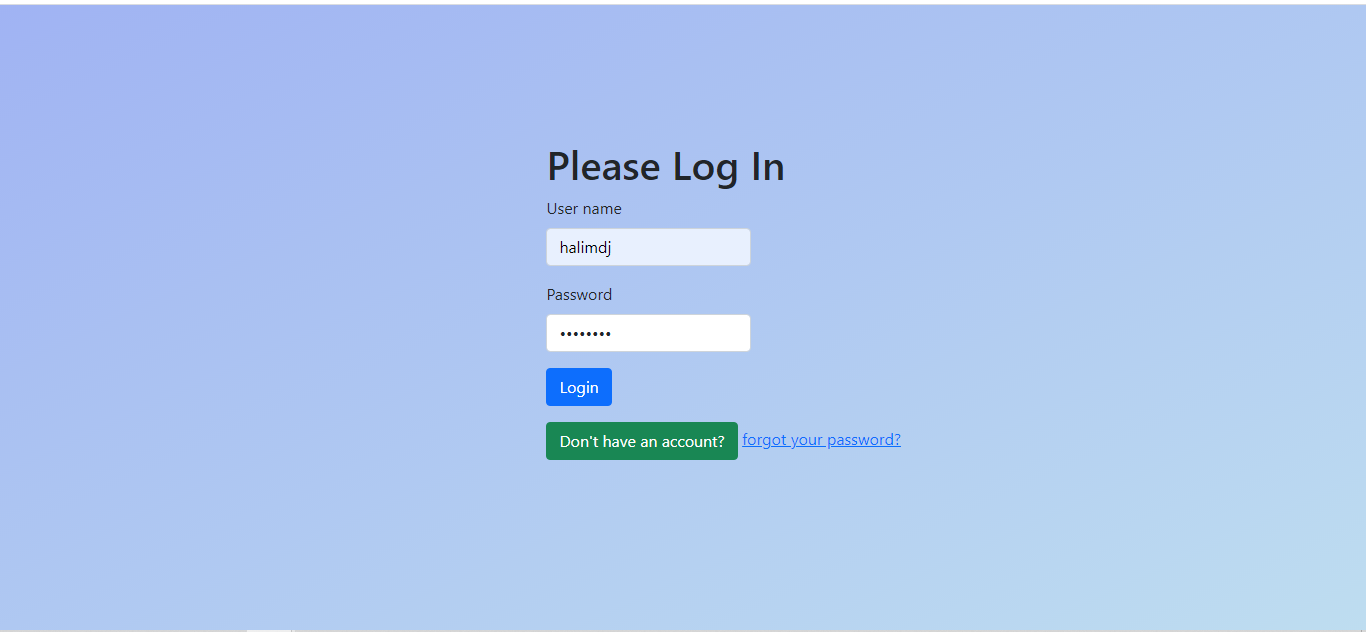 Please Log In
User name
halimdj
Password
••••••••
Login
Don't have an account? forgot your password?